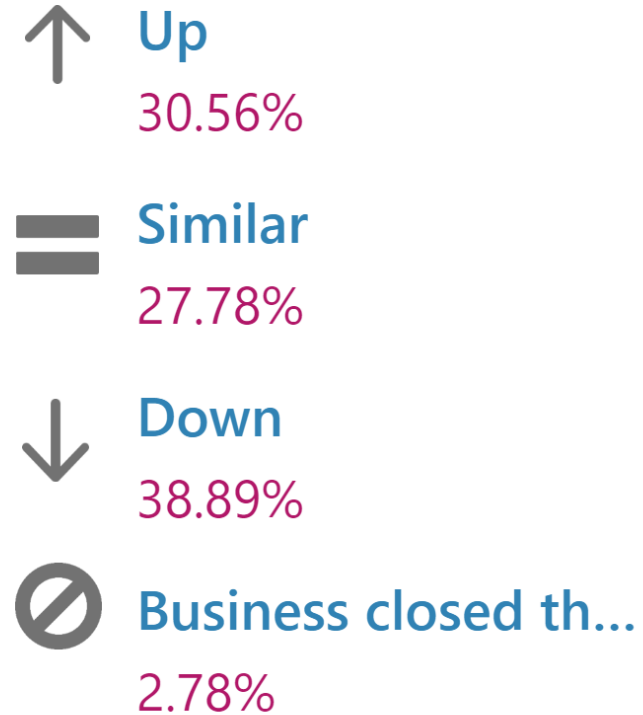 Up
30.56%
Similar
27.78%
Down
38.89%
Business closed th...
2.78%